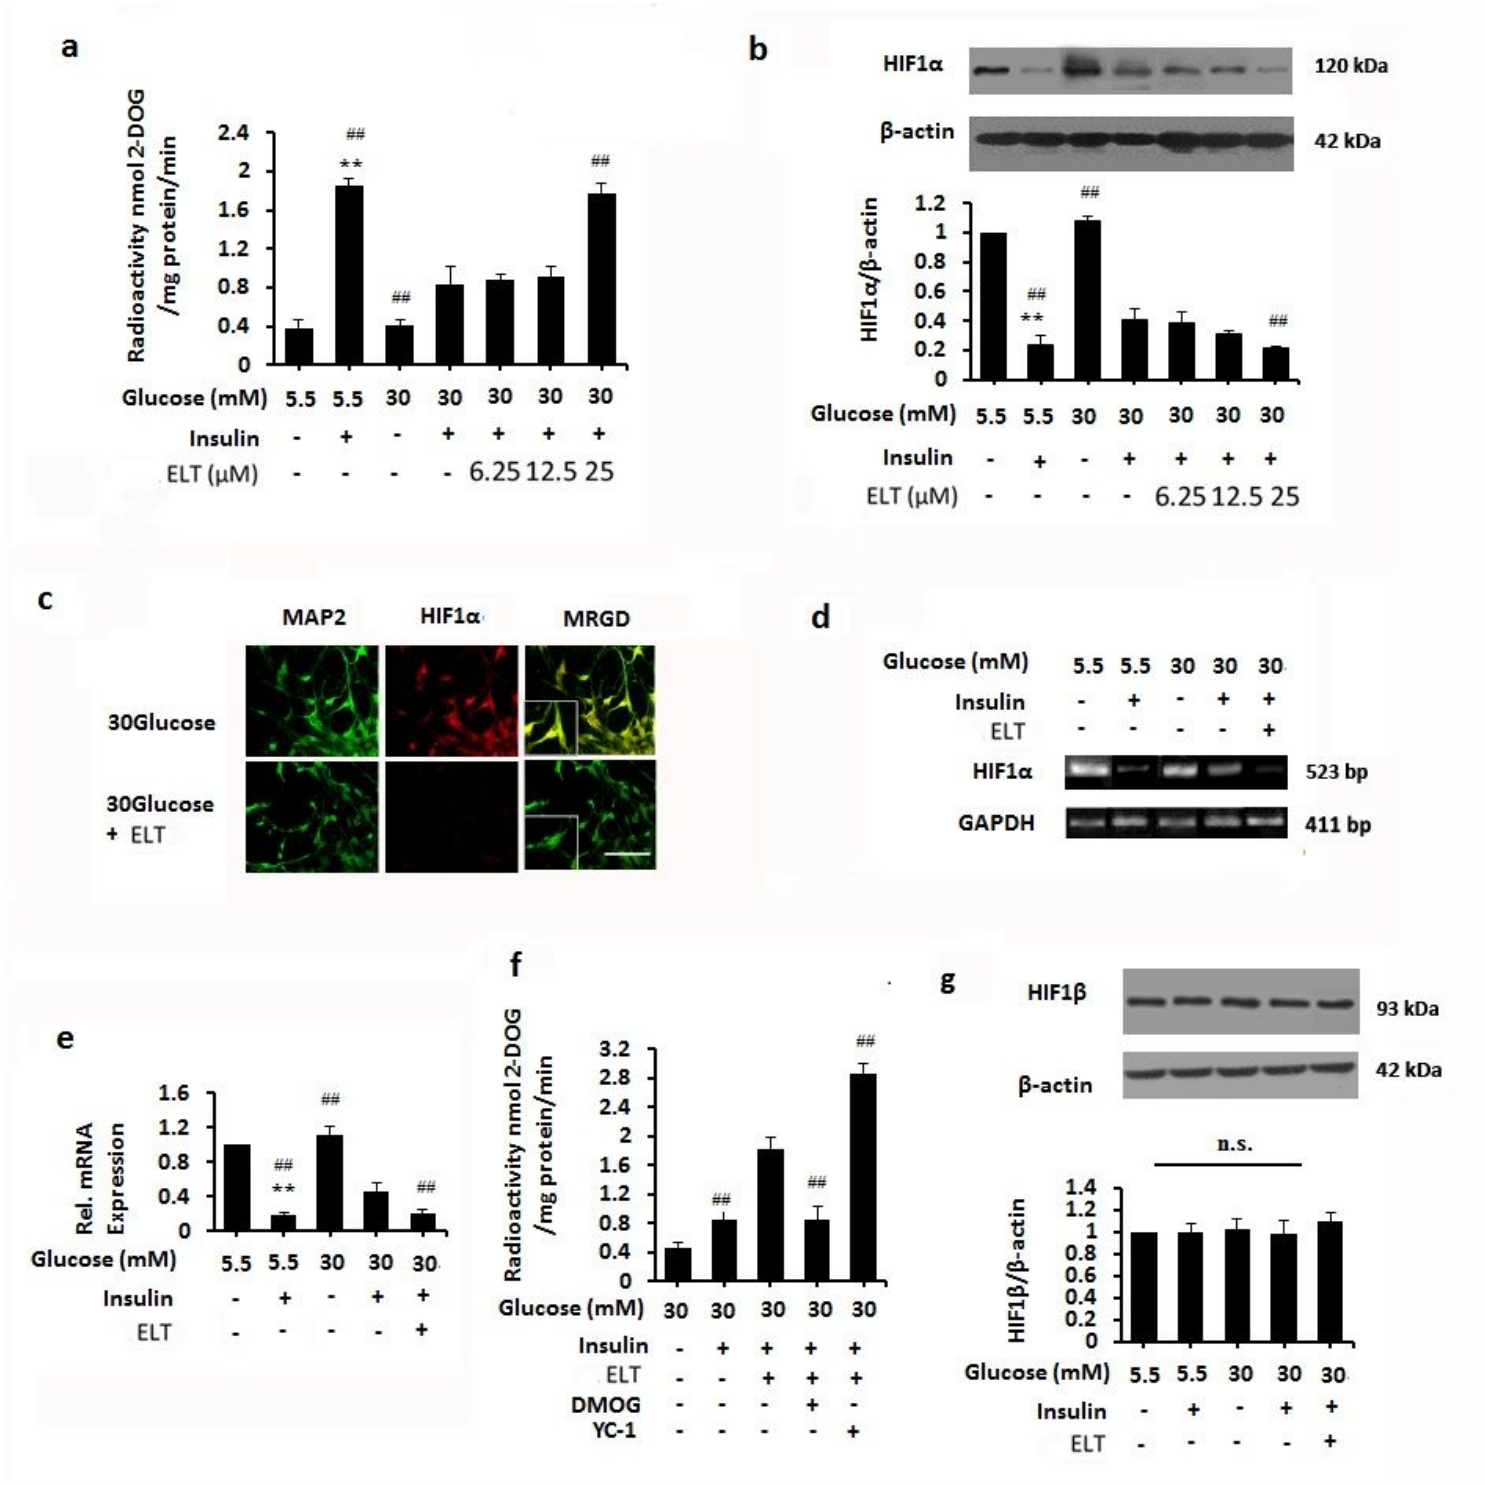 a
Radioactivity nmol 2-DOG
/mg protein/min
2.4
2
1.6
1.2
0.8
0.4
0
##
**
##
##
Glucose (mM) 5.5 5.5 30 30 30 30 30
Insulin - + - + + + +
ELT (μM) - - - - 6.25 12.5 25
b
HIF1α 120 kDa
β-actin 42 kDa
HIF1α/β-actin
1.2
1
0.8
0.6
0.4
0.2
0
##
**
##
##
Glucose (mM) 5.5 5.5 30 30 30 30 30
Insulin - + - + + + +
ELT (μM) - - - - 6.25 12.5 25
c
MAP2 HIF1α MRGD
30Glucose
30Glucose
+ ELT
d
Glucose (mM) 5.5 5.5 30 30 30
Insulin - + - + +
ELT - - - - +
HIF1α 523 bp
GAPDH 411 bp
e
Rel. mRNA
Expression
1.6
1.2
0.8
0.4
0
##
**
##
##
Glucose (mM) 5.5 5.5 30 30 30
Insulin - + - + +
ELT - - - - +
f
Radioactivity nmol 2-DOG
/mg protein/min
3.2
2.8
2.4
2
1.6
1.2
0.8
0.4
0
##
##
##
Glucose (mM) 30 30 30 30 30
Insulin - + + + +
ELT - - + + +
DMOG - - - + -
YC-1 - - - - +
g
HIF1β 93 kDa
β-actin 42 kDa
n.s.
HIF1β/β-actin
1.4
1.2
1
0.8
0.6
0.4
0.2
0
Glucose (mM) 5.5 5.5 30 30 30
Insulin - + - + +
ELT - - - - +